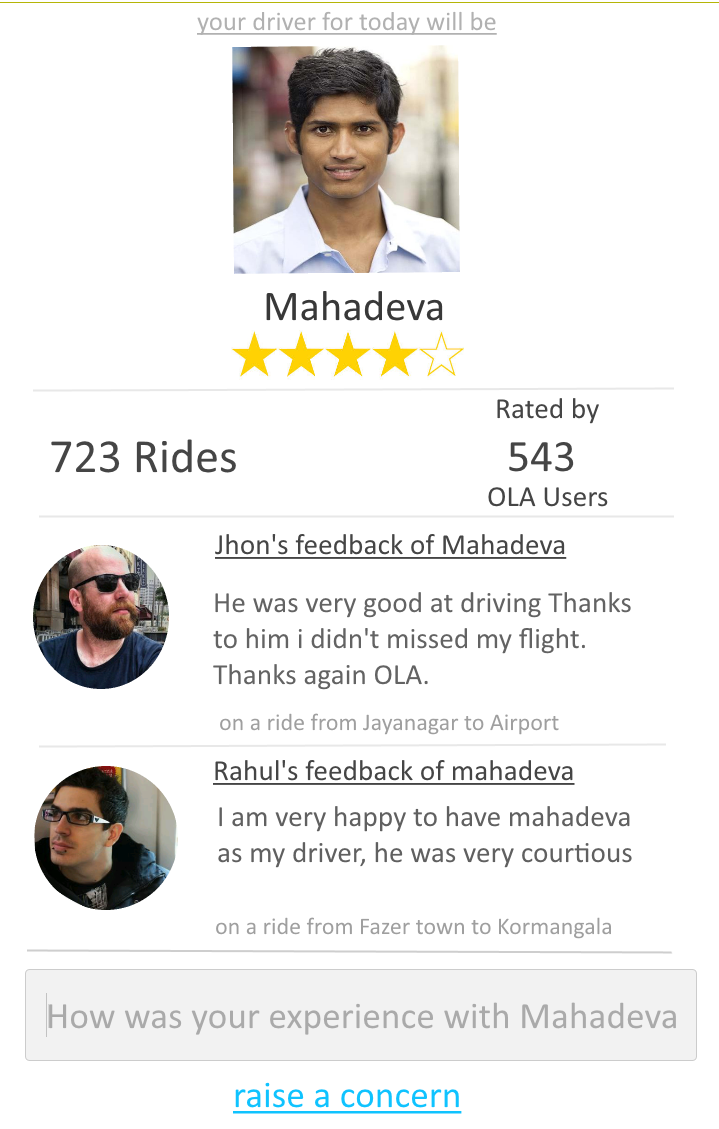 your driver for today will be
Mahadeva
Rated by
723 Rides
543
OLA Users
Jhon's feedback of Mahadeva
He was very good at driving Thanks
to him i didn't missed my flight.
Thanks again OLA.
on a ride from Jayanagar to Airport
Rahul's feedback of mahadeva
I am very happy to have mahadeva
as my driver, he was very courtious
on a ride from Fazer town to Kormangala
How was your experience with Mahadeva
raise a concern